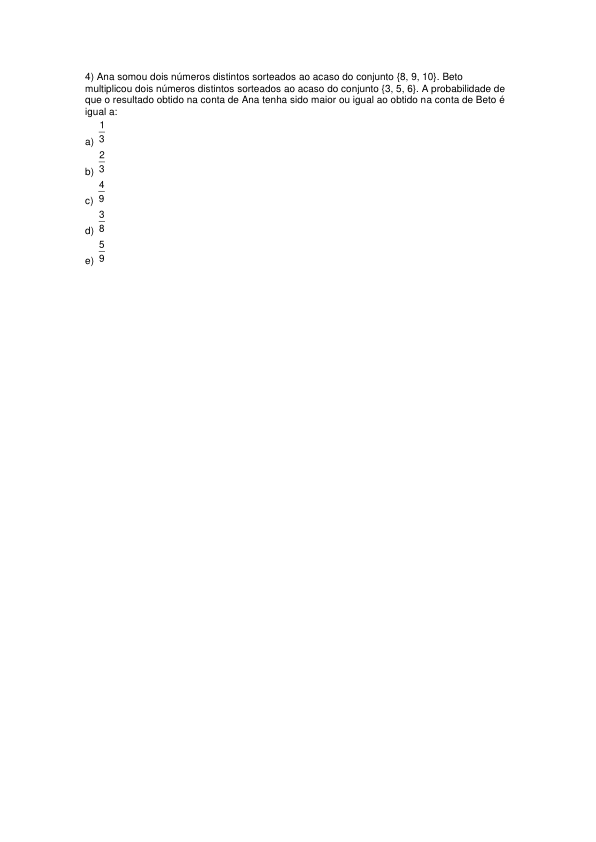 4) Ana somou dois números distintos sorteados ao acaso do conjunto {8, 9, 10}. Beto
multiplicou dois números distintos sorteados ao acaso do conjunto {3, 5, 6}. A probabilidade de
que o resultado obtido na conta de Ana tenha sido maior ou igual ao obtido na conta de Beto é
igual a:
a) 1/3
b) 2/3
c) 4/9
d) 3/8
e) 5/9